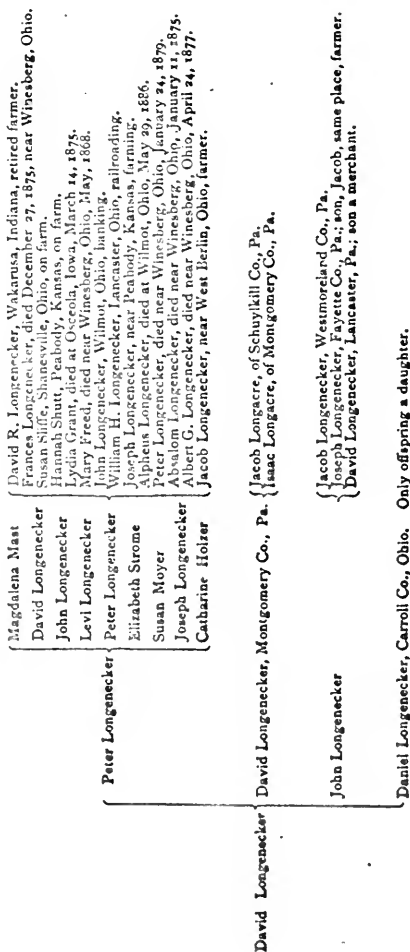 David Longenecker
Peter Longenecker
David Longenecker, Montgomery Co., Pa.
John Longenecker
Daniel Longenecker, Carroll Co., Ohio. Only offspring a daughter.
Magdalena Mast
David Longenecker
John Longenecker
Levi Longenecker
Peter Longenecker
Elizabeth Strome
Susan Moyer
Joseph Longenecker
Catharine Holzer
David R. Longenecker, Wakarusa, Indiana, retired farmer.
Frances Longenecker, died December 27, 1875, near Winesberg, Ohio.
Susan Sliffe, Shanesville, Ohio, on farm.
Hannah Shutt, Peabody, Kansas, on farm.
Lydia Grant, died at Osceola, Iowa, March 14, 1875.
Mary Freed, died near Winesberg, Ohio, May, 1868.
John Longenecker, Wilmot, Ohio, banking.
William H. Longenecker, Lancaster, Ohio, railroading.
Joseph Longenecker, near Peabody, Kansas, farming.
Alpheus Longenecker, died at Wilmot, Ohio, May 29, 1886.
Peter Longenecker, died near Winesberg, Ohio, January 24, 1879.
Absalom Longenecker, died near Winesberg, Ohio, January 11, 1875.
Albert G. Longenecker, died near Winesberg, Ohio, April 24, 1877.
Jacob Longenecker, near West Berlin, Ohio, farmer.
Jacob Longacre, of Schuylkill Co., Pa.
Isaac Longacre, of Montgomery Co., Pa.
Jacob Longenecker, Westmoreland Co., Pa.
Joseph Longenecker, Fayette Co., Pa.; son, Jacob, same place, farmer.
David Longenecker, Lancaster, Pa.; son a merchant.